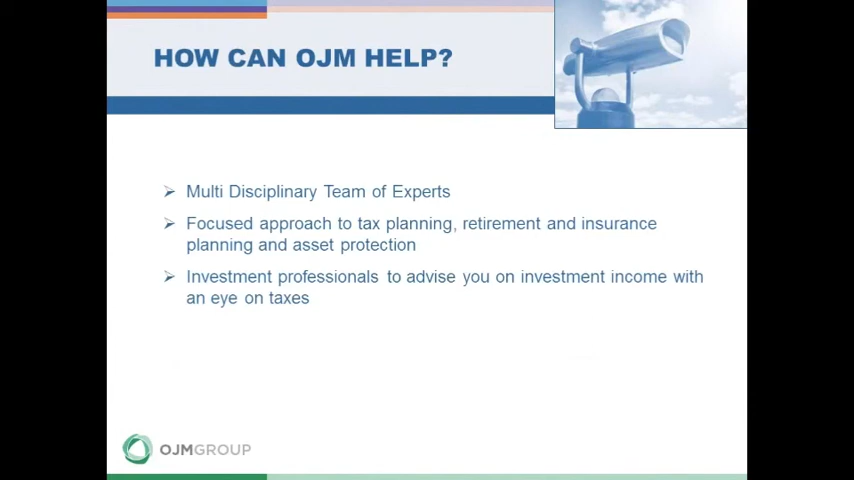 HOW CAN OJM HELP?
Multi Disciplinary Team of Experts
Focused approach to tax planning, retirement and insurance
planning and asset protection
Investment professionals to advise you on investment income with
an eye on taxes
OJMGROUP